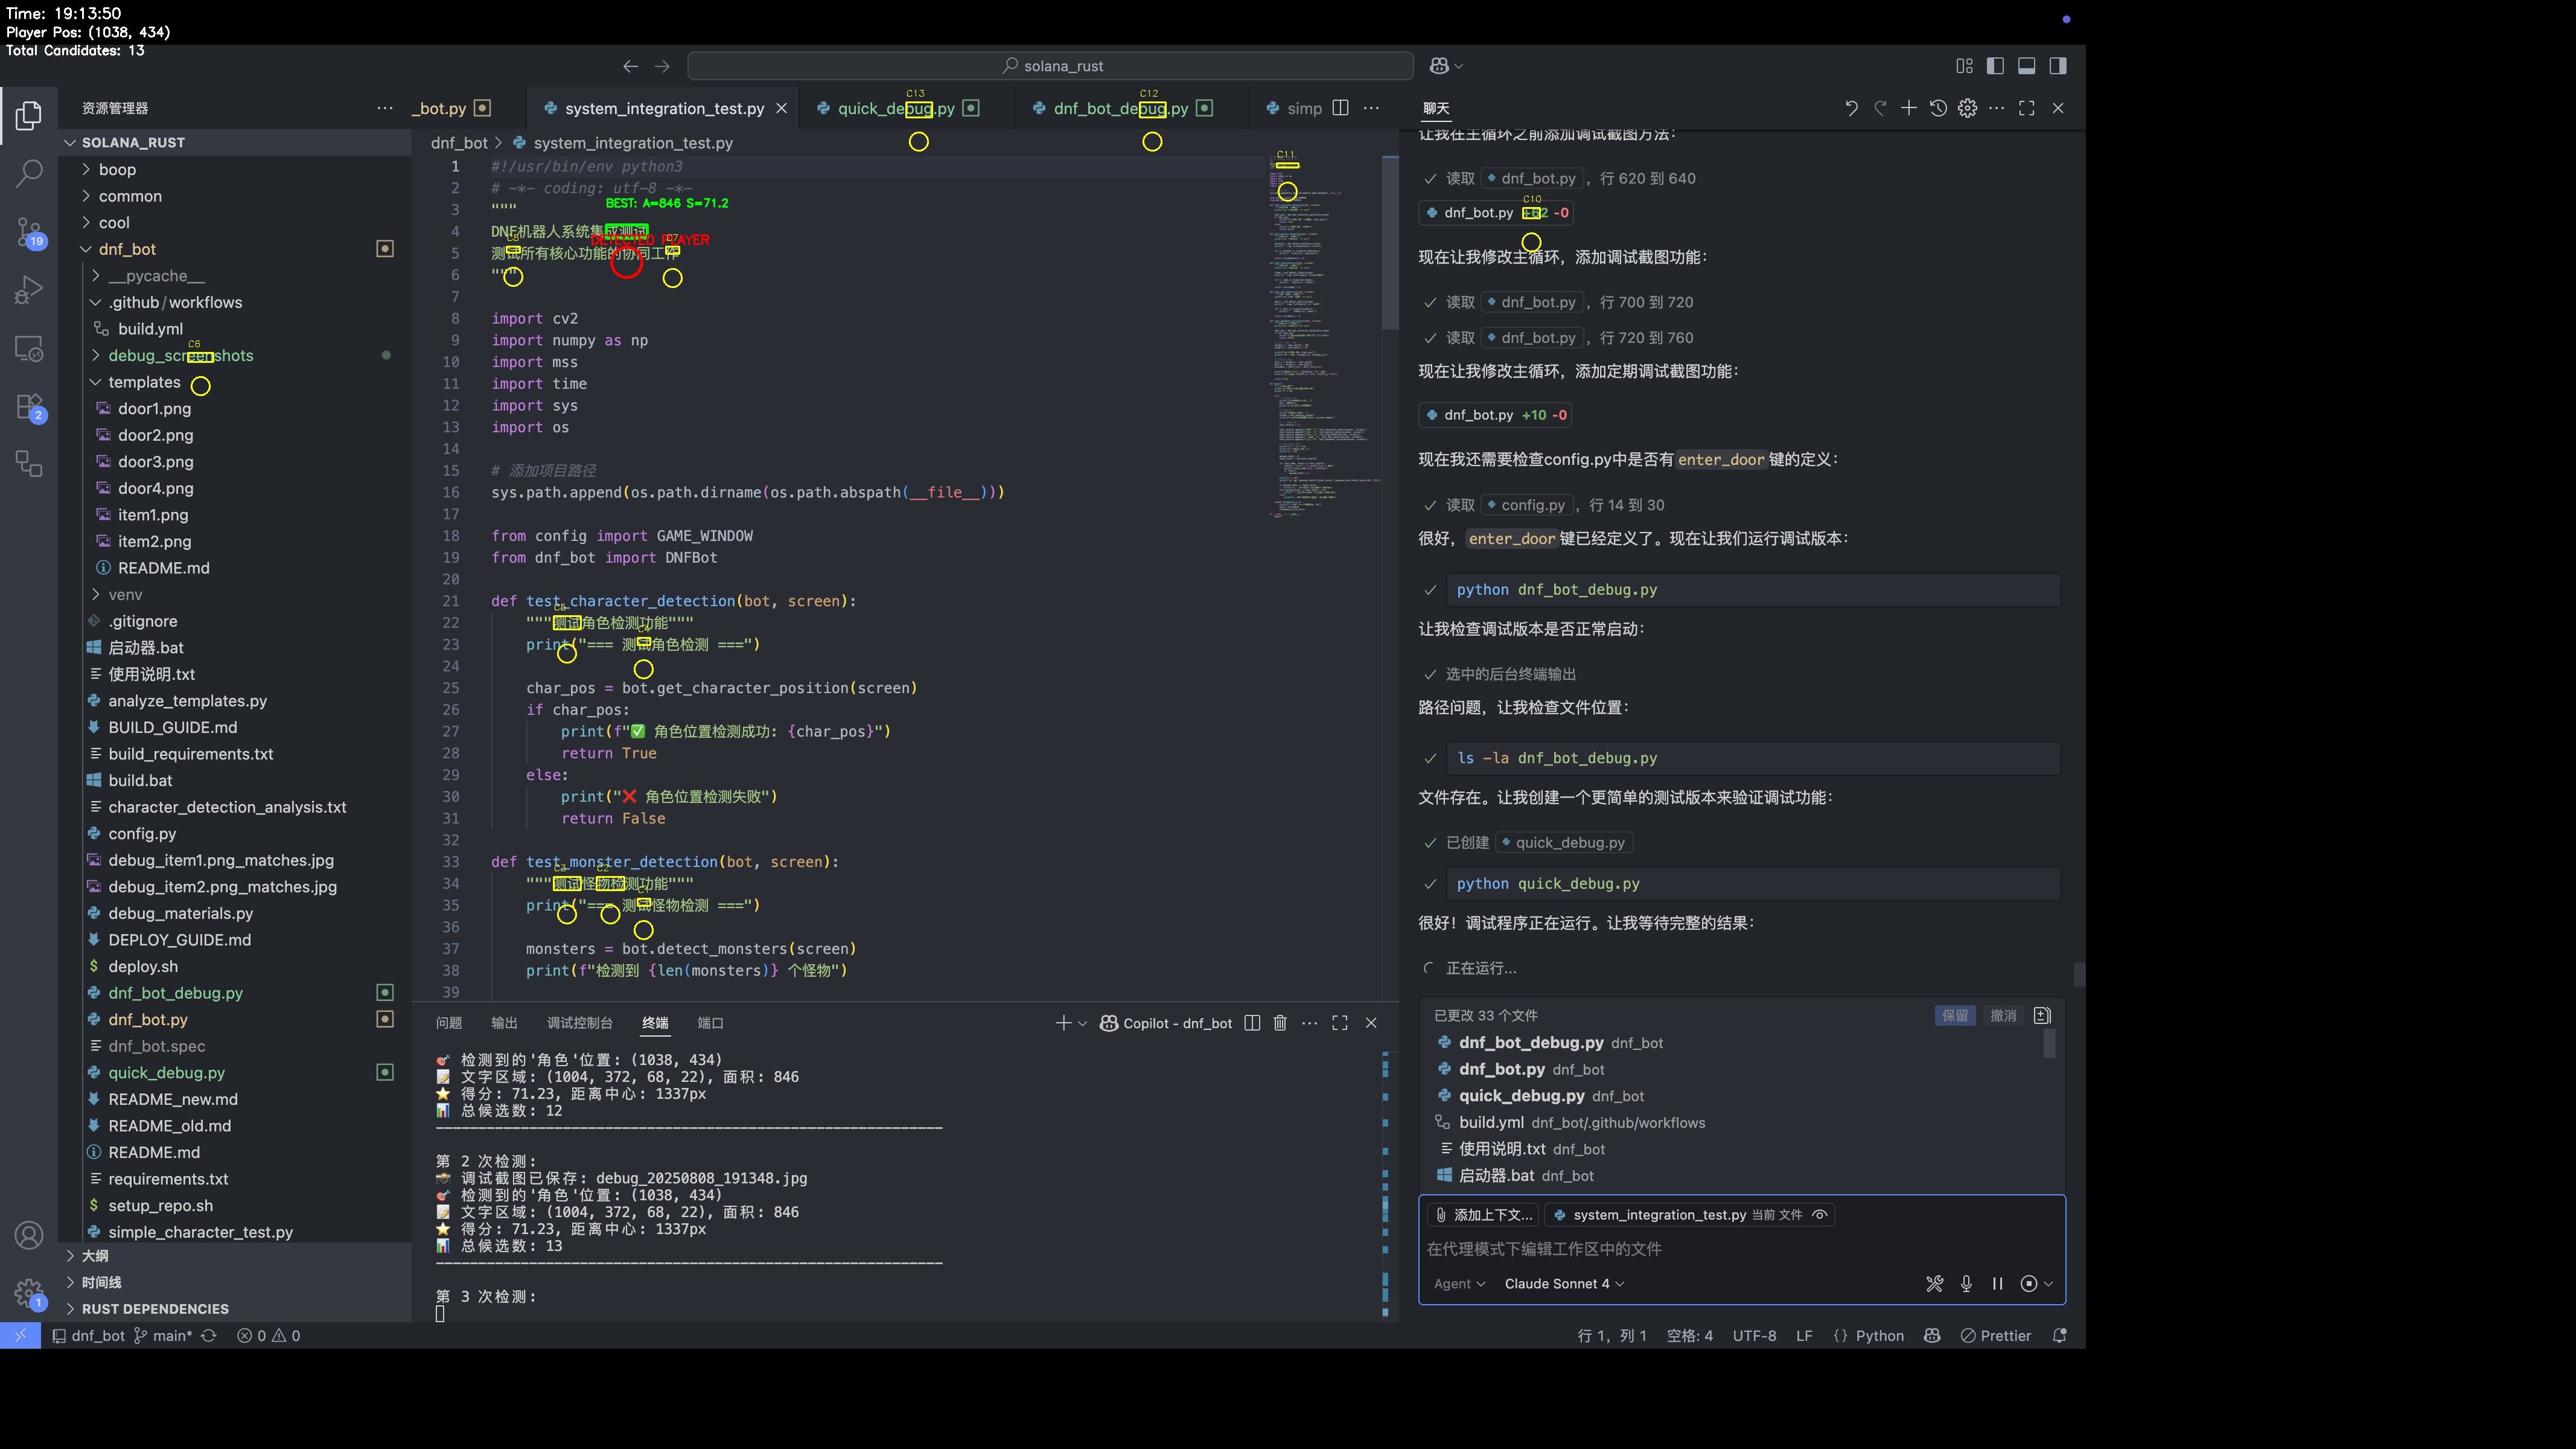 Time: 19:13:50
Player Pos: (1038, 434)
Total Candidates: 13
solana_rust
资源管理器
SOLANA_RUST
boop
common
cool
dnf_bot
__pycache__
.github/workflows
build.yml
C6
debug_screenshots
templates
door1.png
door2.png
door3.png
door4.png
item1.png
item2.png
README.md
venv
.gitignore
启动器.bat
使用说明.txt
analyze_templates.py
BUILD_GUIDE.md
build_requirements.txt
build.bat
character_detection_analysis.txt
config.py
debug_item1.png_matches.jpg
debug_item2.png_matches.jpg
debug_materials.py
DEPLOY_GUIDE.md
deploy.sh
dnf_bot_debug.py
dnf_bot.py
dnf_bot.spec
quick_debug.py
README_new.md
README_old.md
README.md
requirements.txt
setup_repo.sh
simple_character_test.py
大纲
时间线
RUST DEPENDENCIES
19
2
1
_bot.py
system_integration_test.py
C13
quick_debug.py
C12
dnf_bot_debug.py
simp
dnf_bot > system_integration_test.py
C11
1 #!/usr/bin/env python3
2 # -*- coding: utf-8 -*-
BEST: A=846 S=71.2
3 """
4 DNF机器人系统集成测试
DETECTED PLAYER
C8
C7
5 测试所有核心功能的协同工作
6 """
7
8 import cv2
9 import numpy as np
10 import mss
11 import time
12 import sys
13 import os
14
15 # 添加项目路径
16 sys.path.append(os.path.dirname(os.path.abspath(__file__)))
17
18 from config import GAME_WINDOW
19 from dnf_bot import DNFBot
20
21 def test_character_detection(bot, screen):
C5
22 """测试角色检测功能"""
C4
23 print("=== 测试角色检测 ===")
24
25 char_pos = bot.get_character_position(screen)
26 if char_pos:
27 print(f"✅ 角色位置检测成功: {char_pos}")
28 return True
29 else:
30 print("❌ 角色位置检测失败")
31 return False
32
33 def test_monster_detection(bot, screen):
C3
C2
34 """测试怪物检测功能"""
35 print("=== 测试怪物检测 ===")
36
37 monsters = bot.detect_monsters(screen)
38 print(f"检测到 {len(monsters)} 个怪物")
39
问题
输出
调试控制台
终端
端口
Copilot - dnf_bot
🎯 检测到的'角色'位置: (1038, 434)
📝 文字区域: (1004, 372, 68, 22), 面积: 846
⭐ 得分: 71.23, 距离中心: 1337px
📊 总候选数: 12
第 2 次检测:
📸 调试截图已保存: debug_20250808_191348.jpg
🎯 检测到的'角色'位置: (1038, 434)
📝 文字区域: (1004, 372, 68, 22), 面积: 846
⭐ 得分: 71.23, 距离中心: 1337px
📊 总候选数: 13
第 3 次检测:
聊天
让我在主循环之前添加调试截图方法:
读取 dnf_bot.py , 行 620 到 640
C10
dnf_bot.py +62 -0
现在让我修改主循环，添加调试截图功能:
读取 dnf_bot.py , 行 700 到 720
读取 dnf_bot.py , 行 720 到 760
现在让我修改主循环，添加定期调试截图功能:
dnf_bot.py +10 -0
现在我还需要检查config.py中是否有 enter_door 键的定义:
读取 config.py , 行 14 到 30
很好， enter_door 键已经定义了。现在让我们运行调试版本:
python dnf_bot_debug.py
让我检查调试版本是否正常启动:
选中的后台终端输出
路径问题，让我检查文件位置:
ls -la dnf_bot_debug.py
文件存在。让我创建一个更简单的测试版本来验证调试功能:
已创建 quick_debug.py
python quick_debug.py
很好！调试程序正在运行。让我等待完整的结果:
正在运行...
已更改 33 个文件
保留
撤消
dnf_bot_debug.py dnf_bot
dnf_bot.py dnf_bot
quick_debug.py dnf_bot
build.yml dnf_bot/.github/workflows
使用说明.txt dnf_bot
启动器.bat dnf_bot
添加上下文...
system_integration_test.py 当前 文件
在代理模式下编辑工作区中的文件
Agent
Claude Sonnet 4
dnf_bot
main*
0
0
行 1，列 1
空格: 4
UTF-8
LF
{} Python
Prettier